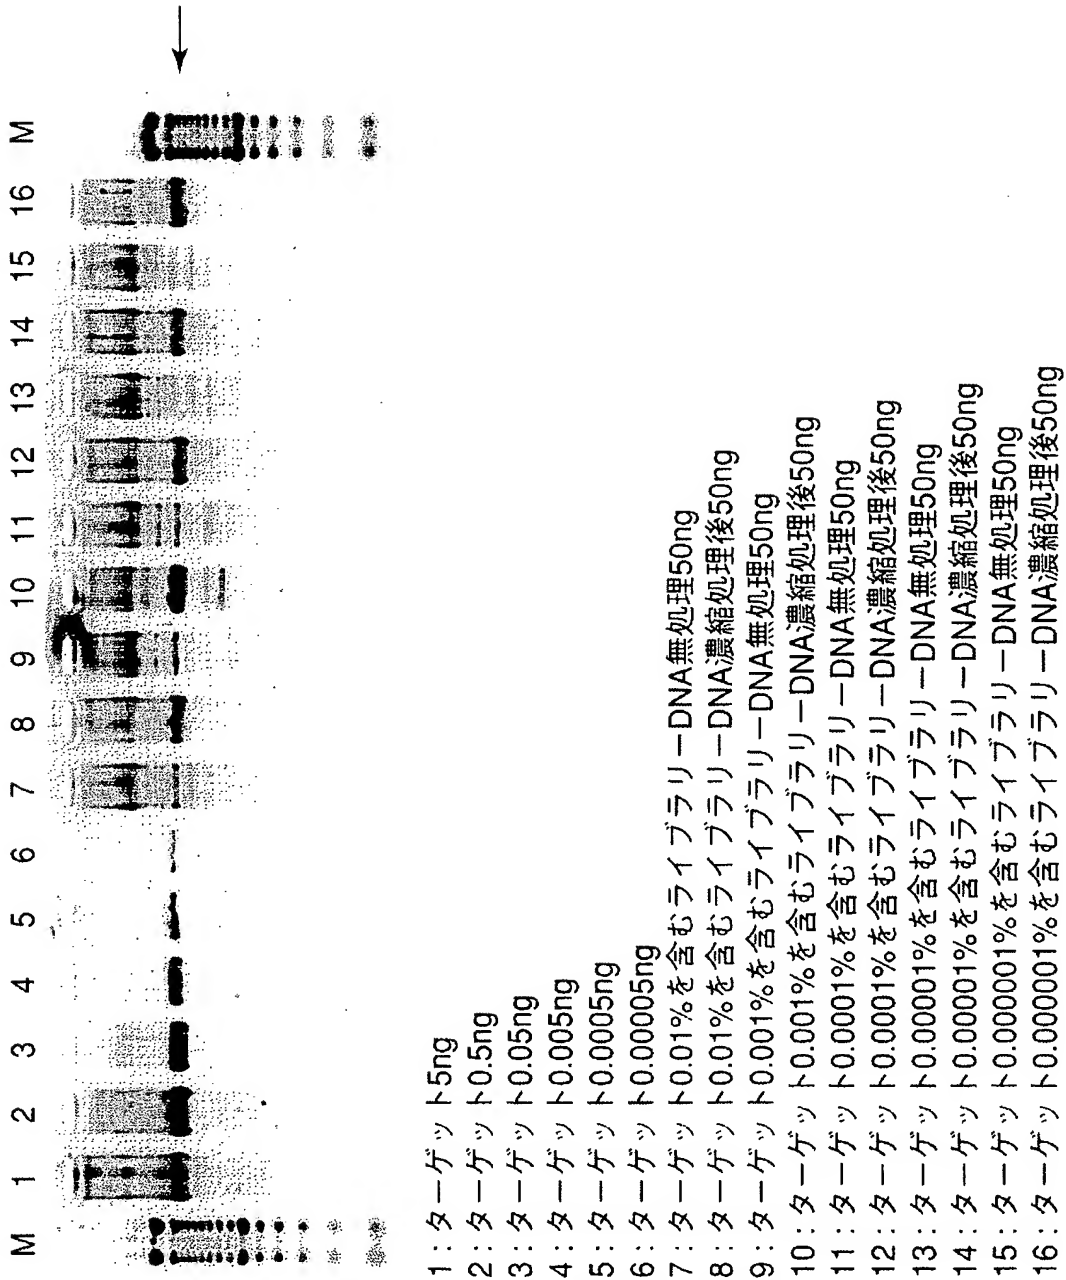 M 1 2 3 4 5 6 7 8 9 10 11 12 13 14 15 16 M
1：ターゲット5ng
2：ターゲット0.5ng
3：ターゲット0.05ng
4：ターゲット0.005ng
5：ターゲット0.0005ng
6：ターゲット0.00005ng
7：ターゲット0.01%を含むライブラリーDNA無処理50ng
8：ターゲット0.01%を含むライブラリーDNA濃縮処理後50ng
9：ターゲット0.001%を含むライブラリーDNA無処理50ng
10：ターゲット0.001%を含むライブラリーDNA濃縮処理後50ng
11：ターゲット0.0001%を含むライブラリーDNA無処理50ng
12：ターゲット0.0001%を含むライブラリーDNA濃縮処理後50ng
13：ターゲット0.00001%を含むライブラリーDNA無処理50ng
14：ターゲット0.00001%を含むライブラリーDNA濃縮処理後50ng
15：ターゲット0.000001%を含むライブラリーDNA無処理50ng
16：ターゲット0.000001%を含むライブラリーDNA濃縮処理後50ng